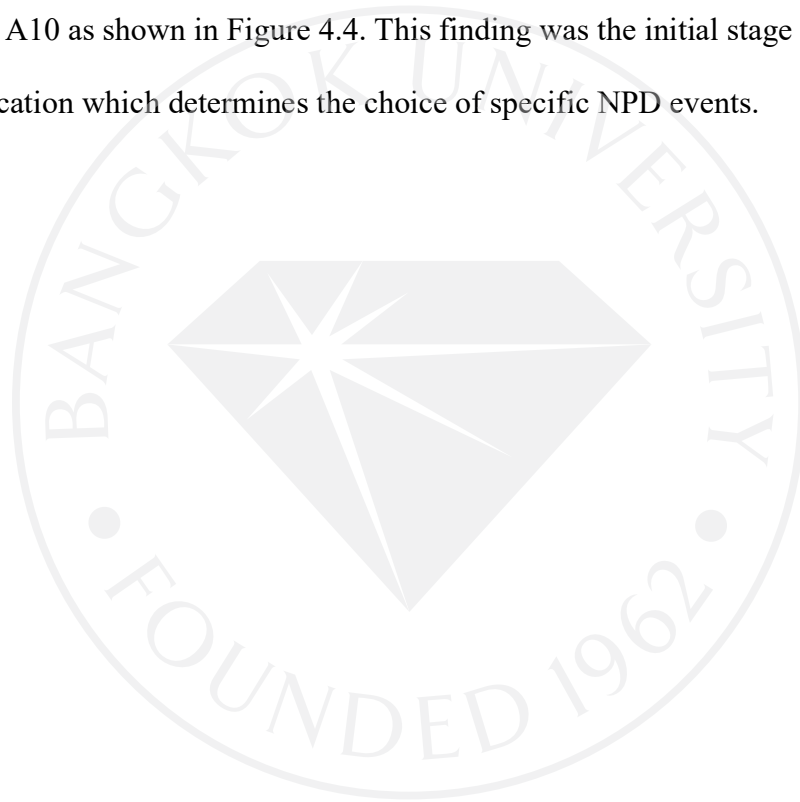 A10 as shown in Figure 4.4. This finding was the initial stage
cation which determines the choice of specific NPD events.
BANGKOK UNIVERSITY
FOUNDED 1962